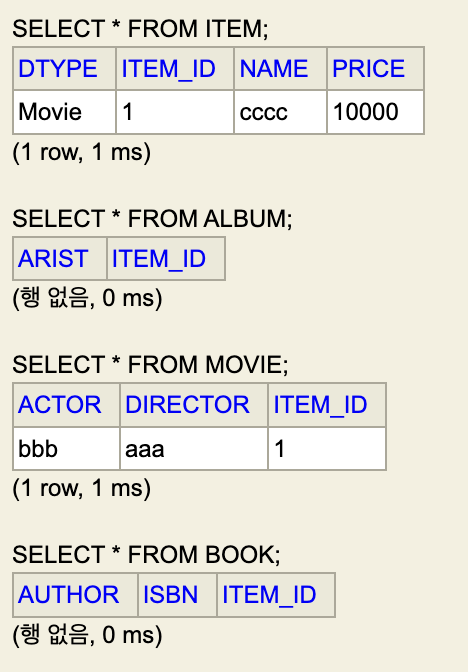 SELECT * FROM ITEM;
DTYPE ITEM_ID NAME PRICE
Movie 1 cccc 10000
(1 row, 1 ms)
SELECT * FROM ALBUM;
ARIST ITEM_ID
(행 없음, 0 ms)
SELECT * FROM MOVIE;
ACTOR DIRECTOR ITEM_ID
bbb aaa 1
(1 row, 1 ms)
SELECT * FROM BOOK;
AUTHOR ISBN ITEM_ID
(행 없음, 0 ms)